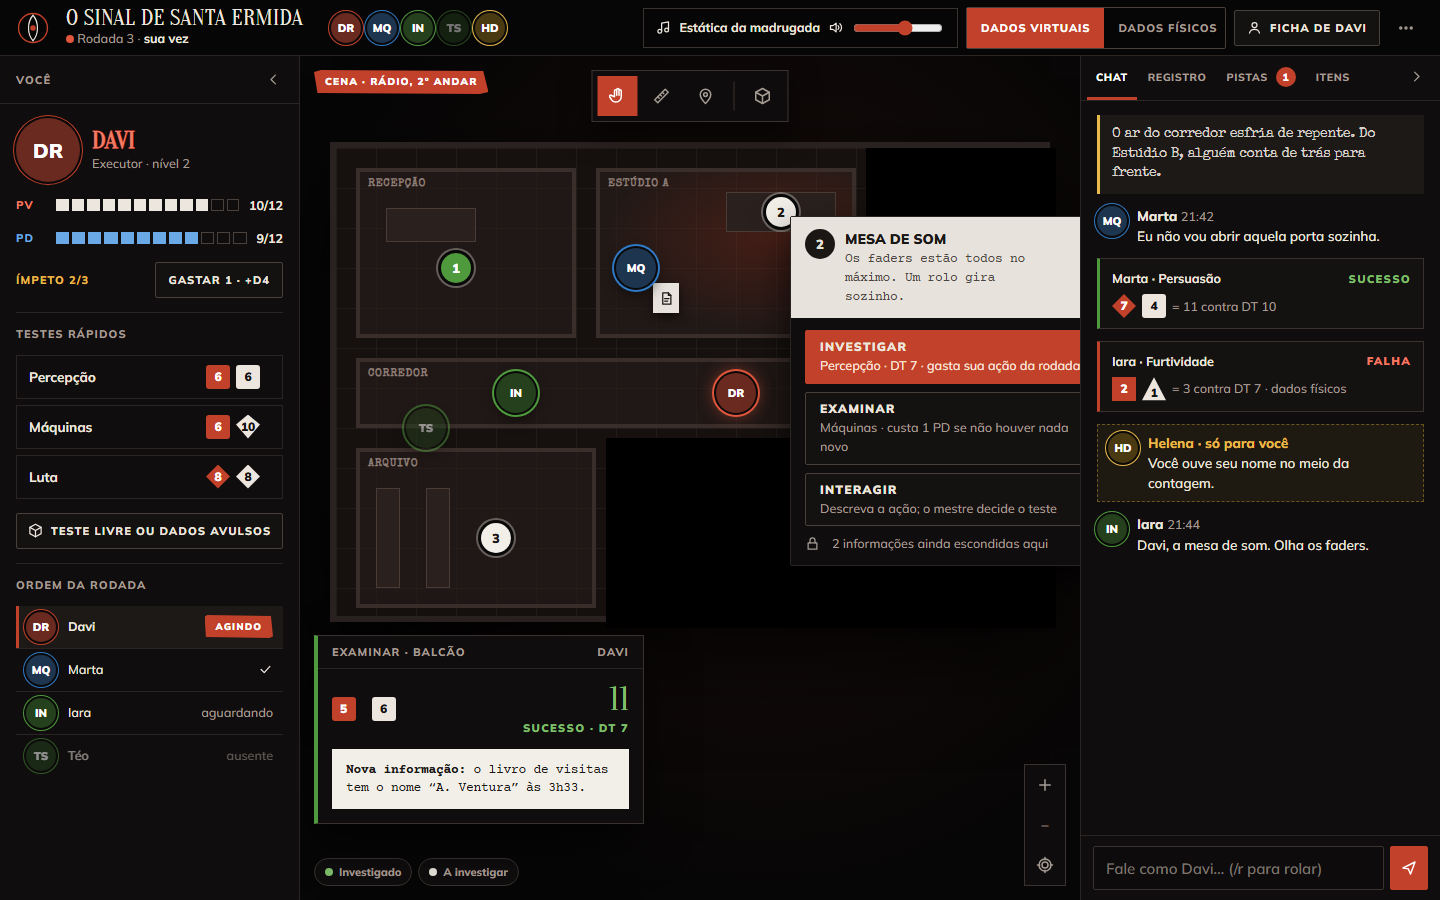 O SINAL DE SANTA ERMIDA
Rodada 3 · sua vez
DR MQ IN TS HD
Estática da madrugada
DADOS VIRTUAIS
DADOS FÍSICOS
FICHA DE DAVI
VOCÊ
DR
DAVI
Executor · nível 2
PV 10/12
PD 9/12
ÍMPETO 2/3
GASTAR 1 · +D4
TESTES RÁPIDOS
Percepção 6 6
Máquinas 6 10
Luta 8 8
TESTE LIVRE OU DADOS AVULSOS
ORDEM DA RODADA
DR Davi AGINDO
MQ Marta
IN Iara aguardando
TS Téo ausente
CENA · RÁDIO, 2º ANDAR
RECEPÇÃO
1
ESTÚDIO A
2
MQ
CORREDOR
IN
DR
TS
ARQUIVO
3
2 MESA DE SOM
Os faders estão todos no
máximo. Um rolo gira
sozinho.
INVESTIGAR
Percepção · DT 7 · gasta sua ação da rodada
EXAMINAR
Máquinas · custa 1 PD se não houver nada
novo
INTERAGIR
Descreva a ação; o mestre decide o teste
2 informações ainda escondidas aqui
EXAMINAR · BALCÃO DAVI
5 6 11
SUCESSO · DT 7
Nova informação: o livro de visitas
tem o nome “A. Ventura” às 3h33.
Investigado
A investigar
+
−
CHAT REGISTRO PISTAS 1 ITENS
O ar do corredor esfria de repente. Do
Estúdio B, alguém conta de trás para
frente.
MQ Marta 21:42
Eu não vou abrir aquela porta sozinha.
Marta · Persuasão SUCESSO
7 4 = 11 contra DT 10
Iara · Furtividade FALHA
2 1 = 3 contra DT 7 · dados físicos
HD Helena · só para você
Você ouve seu nome no meio da
contagem.
IN Iara 21:44
Davi, a mesa de som. Olha os faders.
Fale como Davi... (/r para rolar)